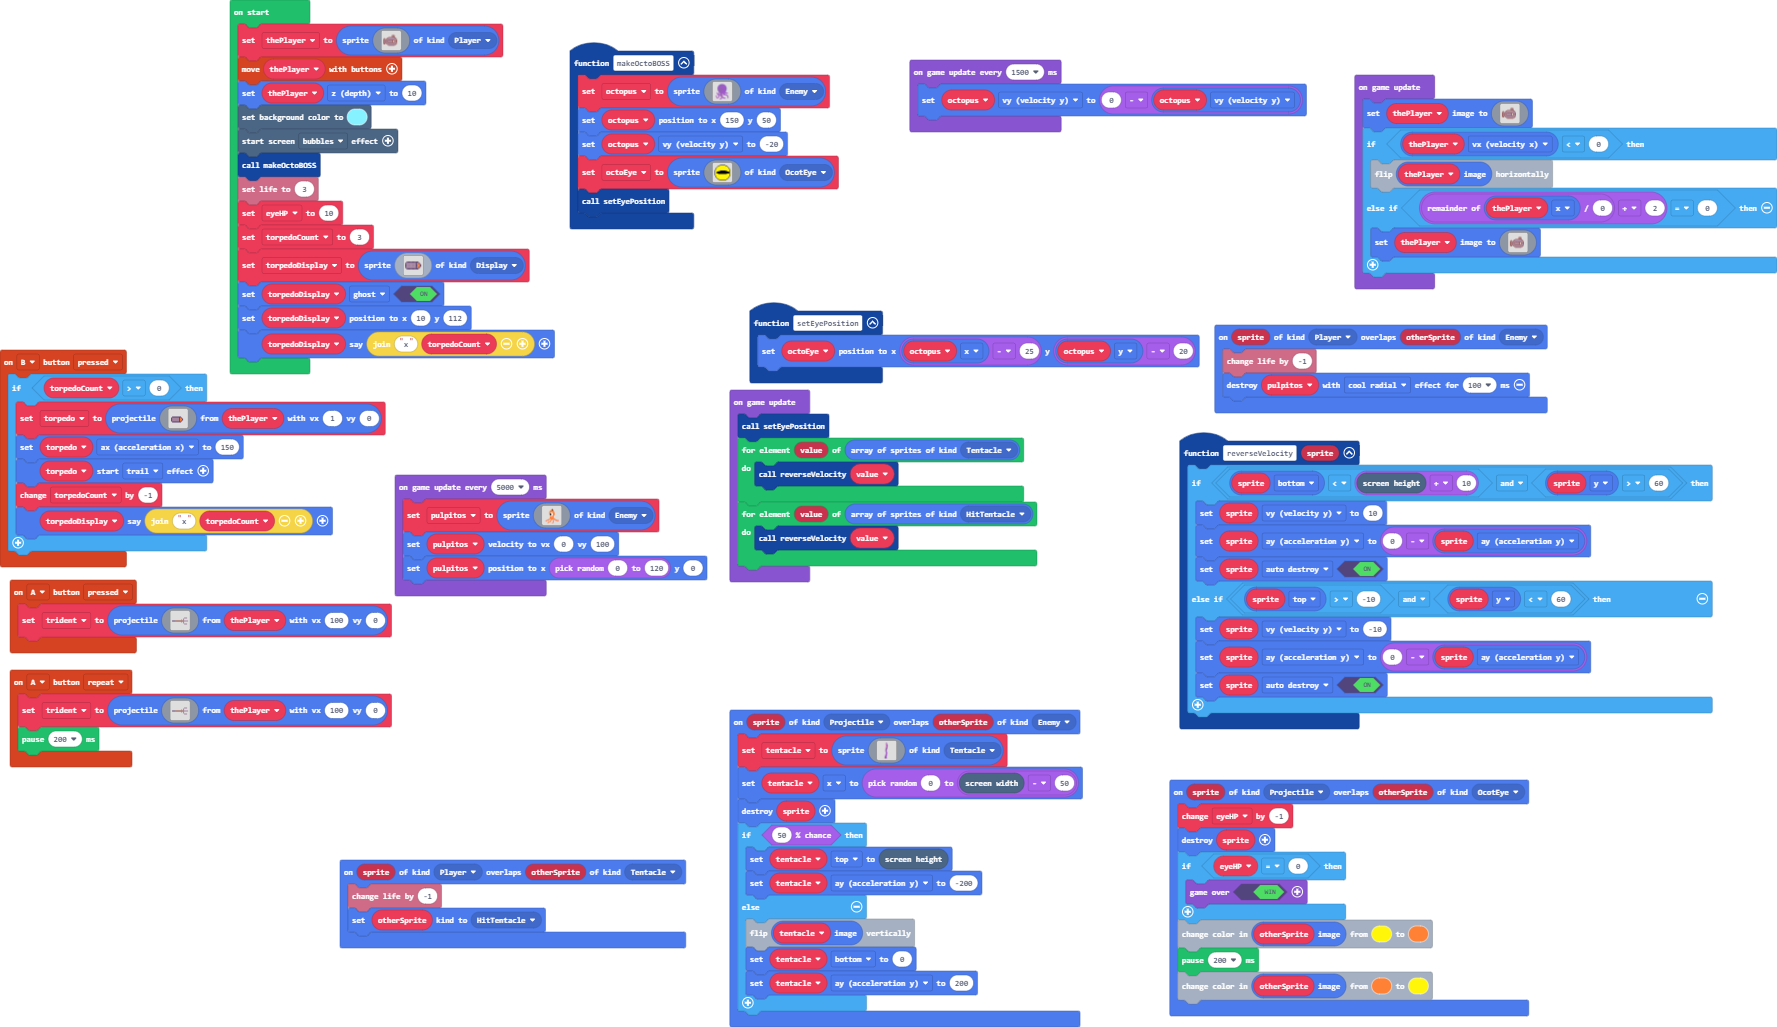 on start
set thePlayer to sprite of kind Player
move thePlayer with buttons
set thePlayer z (depth) to 10
set background color to
start screen bubbles effect
call makeOctoBOSS
set life to 3
set eyeHP to 10
set torpedoCount to 3
set torpedoDisplay to sprite of kind Display
set torpedoDisplay ghost ON
set torpedoDisplay position to x 10 y 112
torpedoDisplay say join "x" torpedoCount
function makeOctoBOSS
set octopus to sprite of kind Enemy
set octopus position to x 150 y 50
set octopus vy (velocity y) to -20
set octoEye to sprite of kind OcotEye
call setEyePosition
on game update every 1500 ms
set octopus vy (velocity y) to 0 - octopus vy (velocity y)
on game update
set thePlayer image to
if thePlayer vx (velocity x) < 0 then
flip thePlayer image horizontally
else if remainder of thePlayer x / 0 ÷ 2 = 0 then
set thePlayer image to
function setEyePosition
set octoEye position to x octopus x - 25 y octopus y - 20
on sprite of kind Player overlaps otherSprite of kind Enemy
change life by -1
destroy pulpitos with cool radial effect for 100 ms
on B button pressed
if torpedoCount > 0 then
set torpedo to projectile from thePlayer with vx 1 vy 0
set torpedo ax (acceleration x) to 150
torpedo start trail effect
change torpedoCount by -1
torpedoDisplay say join "x" torpedoCount
on game update
call setEyePosition
for element value of array of sprites of kind Tentacle
do call reverseVelocity value
for element value of array of sprites of kind HitTentacle
do call reverseVelocity value
function reverseVelocity sprite
if sprite bottom < screen height + 10 and sprite y > 60 then
set sprite vy (velocity y) to 10
set sprite ay (acceleration y) to 0 - sprite ay (acceleration y)
set sprite auto destroy ON
else if sprite top > -10 and sprite y < 60 then
set sprite vy (velocity y) to -10
set sprite ay (acceleration y) to 0 - sprite ay (acceleration y)
set sprite auto destroy ON
on game update every 5000 ms
set pulpitos to sprite of kind Enemy
set pulpitos velocity to vx 0 vy 100
set pulpitos position to x pick random 0 to 120 y 0
on A button pressed
set trident to projectile from thePlayer with vx 100 vy 0
on A button repeat
set trident to projectile from thePlayer with vx 100 vy 0
pause 200 ms
on sprite of kind Projectile overlaps otherSprite of kind Enemy
set tentacle to sprite of kind Tentacle
set tentacle x to pick random 0 to screen width - 50
destroy sprite
if 50 % chance then
set tentacle top to screen height
set tentacle ay (acceleration y) to -200
else
flip tentacle image vertically
set tentacle bottom to 0
set tentacle ay (acceleration y) to 200
on sprite of kind Projectile overlaps otherSprite of kind OcotEye
change eyeHP by -1
destroy sprite
if eyeHP = 0 then
game over WIN
change color in otherSprite image from to
pause 200 ms
change color in otherSprite image from to
on sprite of kind Player overlaps otherSprite of kind Tentacle
change life by -1
set otherSprite kind to HitTentacle